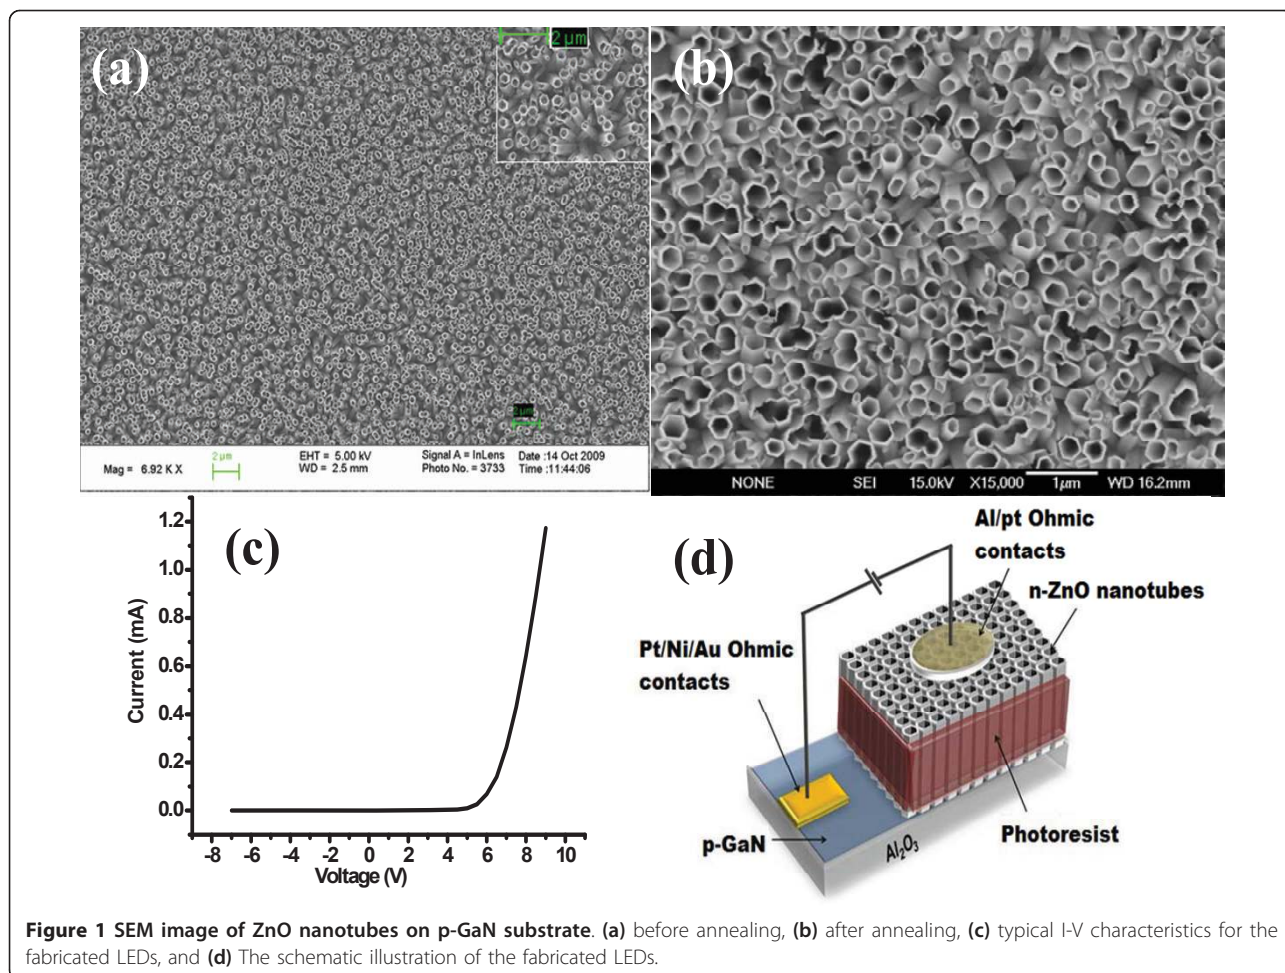 (a)
2 µm
2µm
Mag = 6.92 K X
2µm
EHT = 5.00 kV
WD = 2.5 mm
Signal A = InLens
Photo No. = 3733
Date :14 Oct 2009
Time :11:44:06
(b)
NONE SEI 15.0kV X15,000 1µm WD 16.2mm
(c)
Current (mA)
1.2
1.0
0.8
0.6
0.4
0.2
0.0
-8 -6 -4 -2 0 2 4 6 8 10
Voltage (V)
(d)
Al/pt Ohmic
contacts
n-ZnO nanotubes
Pt/Ni/Au Ohmic
contacts
p-GaN
Al₂O₃
Photoresist
Figure 1 SEM image of ZnO nanotubes on p-GaN substrate. (a) before annealing, (b) after annealing, (c) typical I-V characteristics for the
fabricated LEDs, and (d) The schematic illustration of the fabricated LEDs.